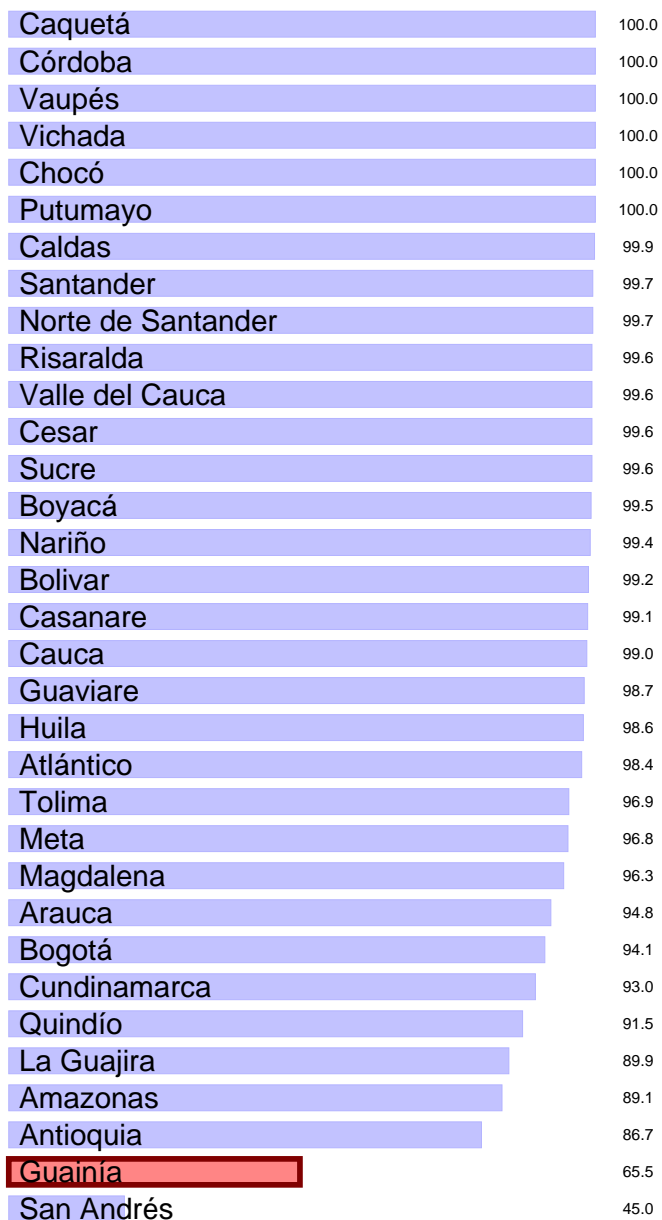 Caquetá 100.0
Córdoba 100.0
Vaupés 100.0
Vichada 100.0
Chocó 100.0
Putumayo 100.0
Caldas 99.9
Santander 99.7
Norte de Santander 99.7
Risaralda 99.6
Valle del Cauca 99.6
Cesar 99.6
Sucre 99.6
Boyacá 99.5
Nariño 99.4
Bolivar 99.2
Casanare 99.1
Cauca 99.0
Guaviare 98.7
Huila 98.6
Atlántico 98.4
Tolima 96.9
Meta 96.8
Magdalena 96.3
Arauca 94.8
Bogotá 94.1
Cundinamarca 93.0
Quindío 91.5
La Guajira 89.9
Amazonas 89.1
Antioquia 86.7
Guainía 65.5
San Andrés 45.0